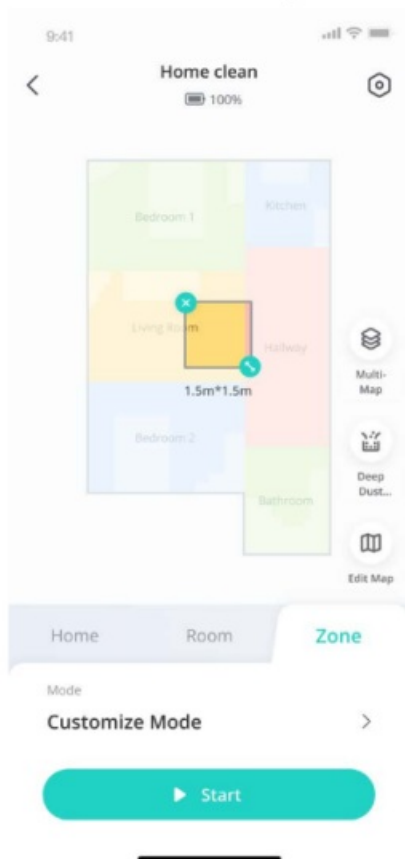 9:41
Home clean
100%
Bedroom 1
Kitchen
Living Room
Hallway
1.5m*1.5m
Multi-
Map
Bedroom 2
Deep
Dust...
Bathroom
Edit Map
Home Room Zone
Mode
Customize Mode
Start